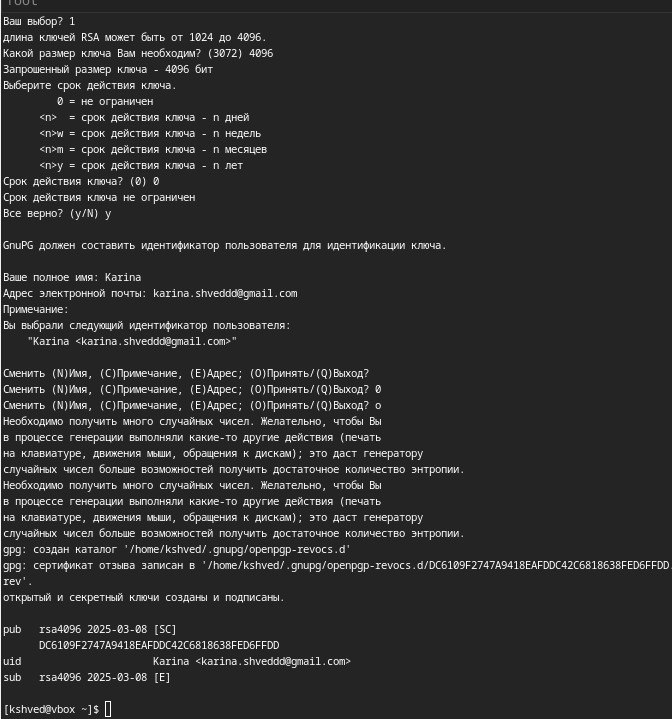 root
Ваш выбор? 1
длина ключей RSA может быть от 1024 до 4096.
Какой размер ключа Вам необходим? (3072) 4096
Запрошенный размер ключа - 4096 бит
Выберите срок действия ключа.
0 = не ограничен
<n> = срок действия ключа - n дней
<n>w = срок действия ключа - n недель
<n>m = срок действия ключа - n месяцев
<n>y = срок действия ключа - n лет
Срок действия ключа? (0) 0
Срок действия ключа не ограничен
Все верно? (y/N) y
GnuPG должен составить идентификатор пользователя для идентификации ключа.
Ваше полное имя: Karina
Адрес электронной почты: karina.shveddd@gmail.com
Примечание:
Вы выбрали следующий идентификатор пользователя:
"Karina <karina.shveddd@gmail.com>"
Сменить (N)Имя, (C)Примечание, (E)Адрес; (O)Принять/(Q)Выход?
Сменить (N)Имя, (C)Примечание, (E)Адрес; (O)Принять/(Q)Выход? 0
Сменить (N)Имя, (C)Примечание, (E)Адрес; (O)Принять/(Q)Выход? o
Необходимо получить много случайных чисел. Желательно, чтобы Вы
в процессе генерации выполняли какие-то другие действия (печать
на клавиатуре, движения мыши, обращения к дискам); это даст генератору
случайных чисел больше возможностей получить достаточное количество энтропии.
Необходимо получить много случайных чисел. Желательно, чтобы Вы
в процессе генерации выполняли какие-то другие действия (печать
на клавиатуре, движения мыши, обращения к дискам); это даст генератору
случайных чисел больше возможностей получить достаточное количество энтропии.
gpg: создан каталог '/home/kshved/.gnupg/openpgp-revocs.d'
gpg: сертификат отзыва записан в '/home/kshved/.gnupg/openpgp-revocs.d/DC6109F2747A9418EAFDDC42C6818638FED6FFDD.
rev'.
открытый и секретный ключи созданы и подписаны.
pub rsa4096 2025-03-08 [SC]
DC6109F2747A9418EAFDDC42C6818638FED6FFDD
uid Karina <karina.shveddd@gmail.com>
sub rsa4096 2025-03-08 [E]
[kshved@vbox ~]$